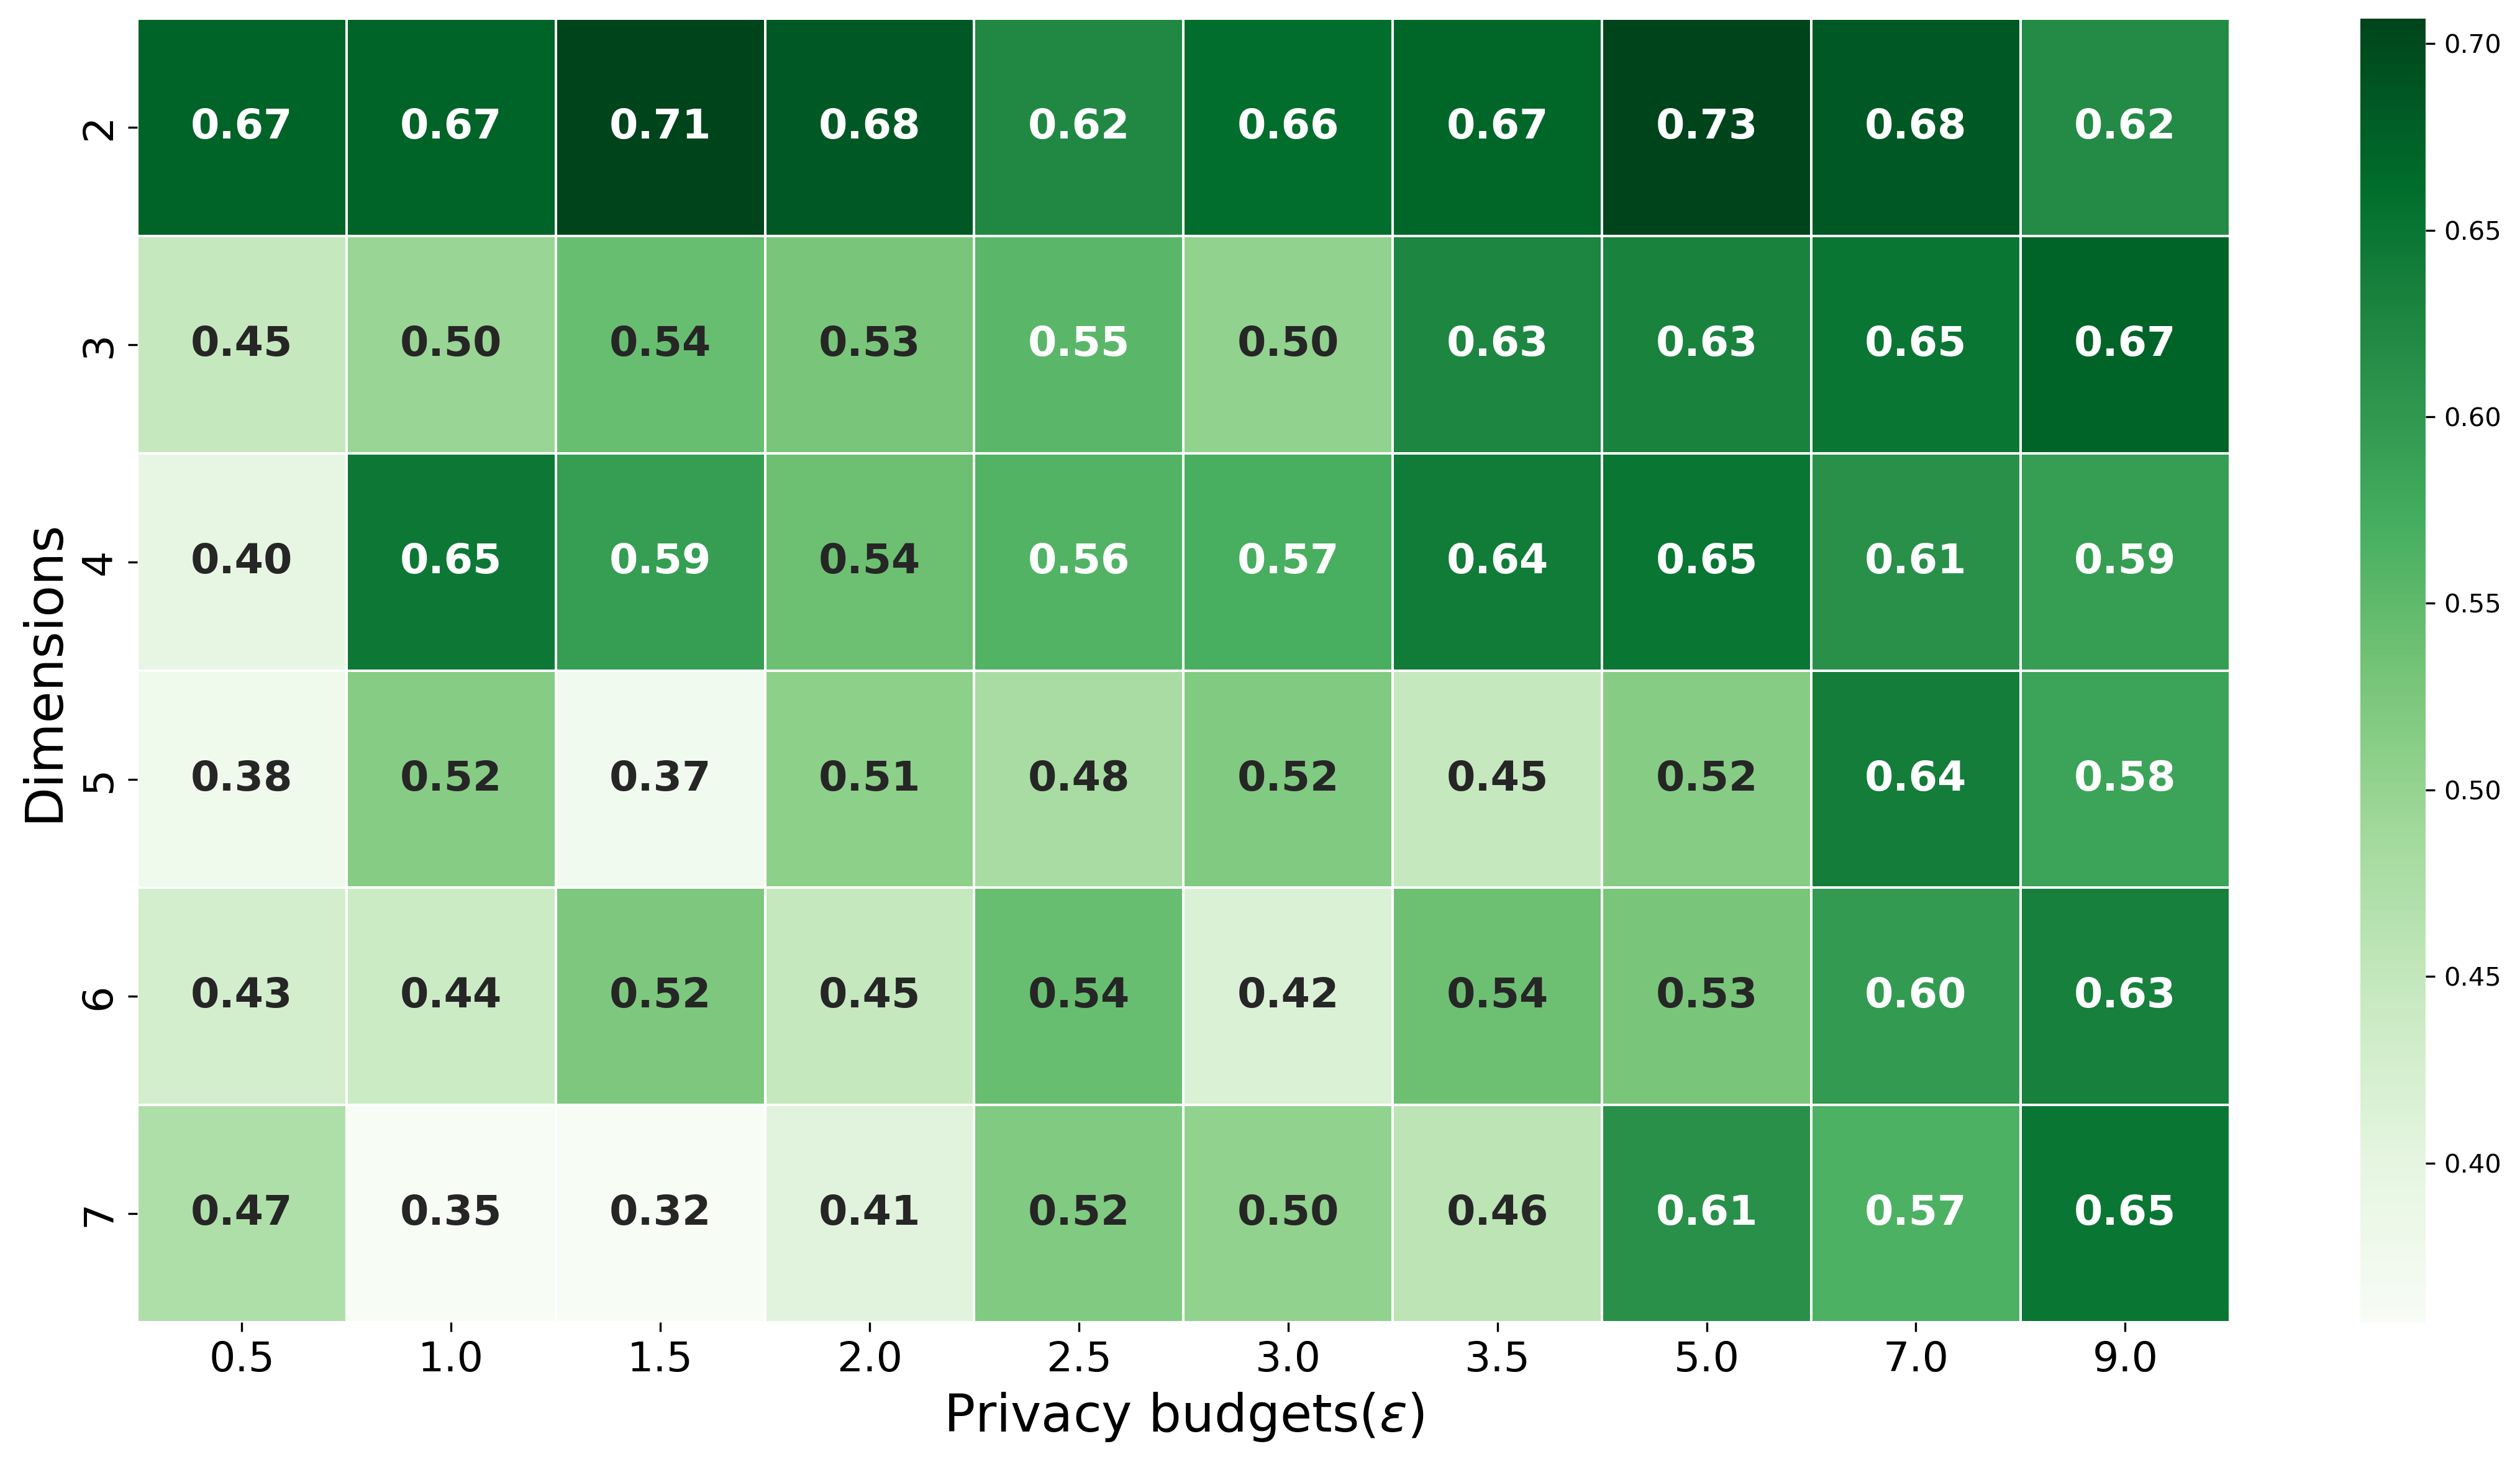 2 0.67 0.67 0.71 0.68 0.62 0.66 0.67 0.73 0.68 0.62
3 0.45 0.50 0.54 0.53 0.55 0.50 0.63 0.63 0.65 0.67
4 0.40 0.65 0.59 0.54 0.56 0.57 0.64 0.65 0.61 0.59
5 0.38 0.52 0.37 0.51 0.48 0.52 0.45 0.52 0.64 0.58
6 0.43 0.44 0.52 0.45 0.54 0.42 0.54 0.53 0.60 0.63
7 0.47 0.35 0.32 0.41 0.52 0.50 0.46 0.61 0.57 0.65
0.5 1.0 1.5 2.0 2.5 3.0 3.5 5.0 7.0 9.0
Privacy budgets(ε)
Dimensions
0.70
0.65
0.60
0.55
0.50
0.45
0.40